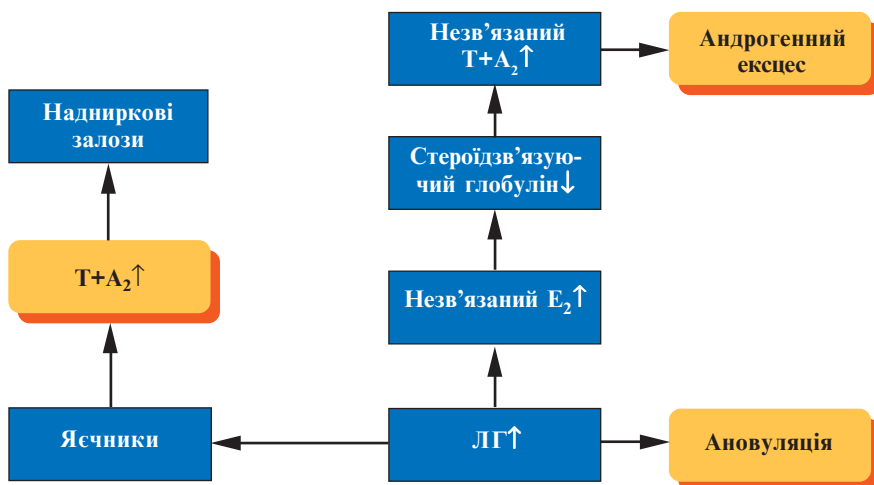 Незв'язаний
Т+А₂↑
Андрогенний
ексцес
Надниркові
залози
Стероїдзв'язую-
чий глобулін↓
Т+А₂↑
Незв'язаний Е₂↑
Яєчники
ЛГ↑
Ановуляція